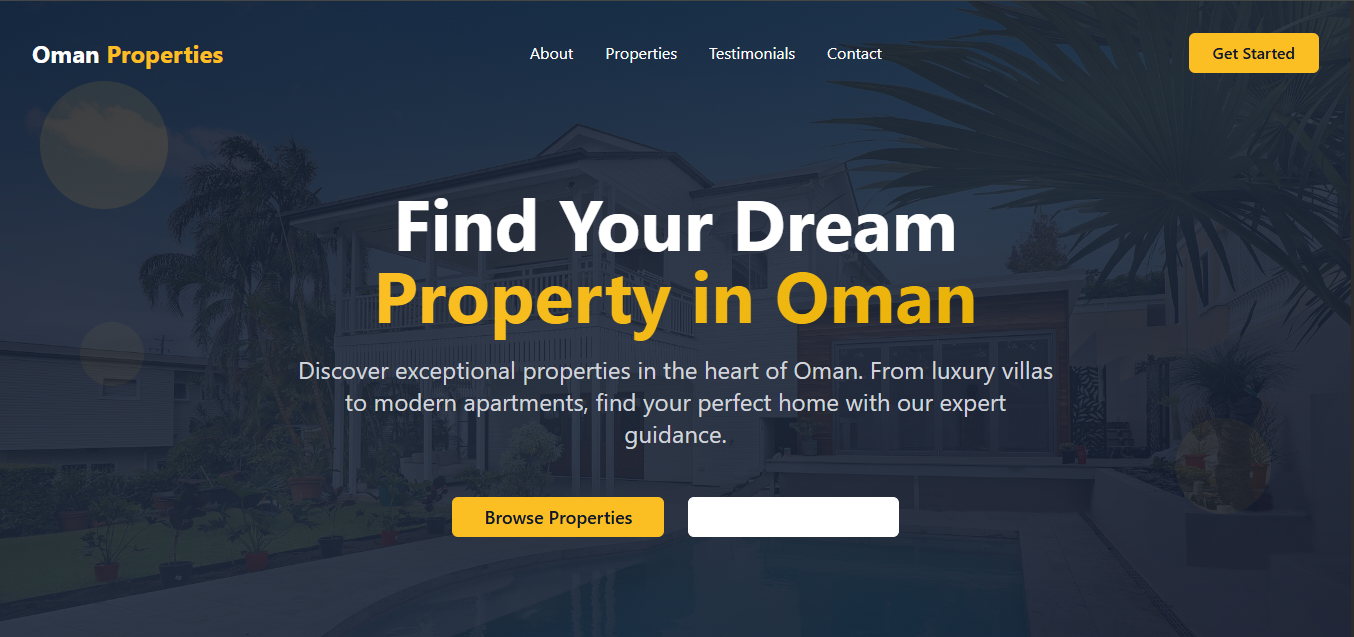 Oman Properties
About
Properties
Testimonials
Contact
Get Started
Find Your Dream
Property in Oman
Discover exceptional properties in the heart of Oman. From luxury villas
to modern apartments, find your perfect home with our expert
guidance.
Browse Properties